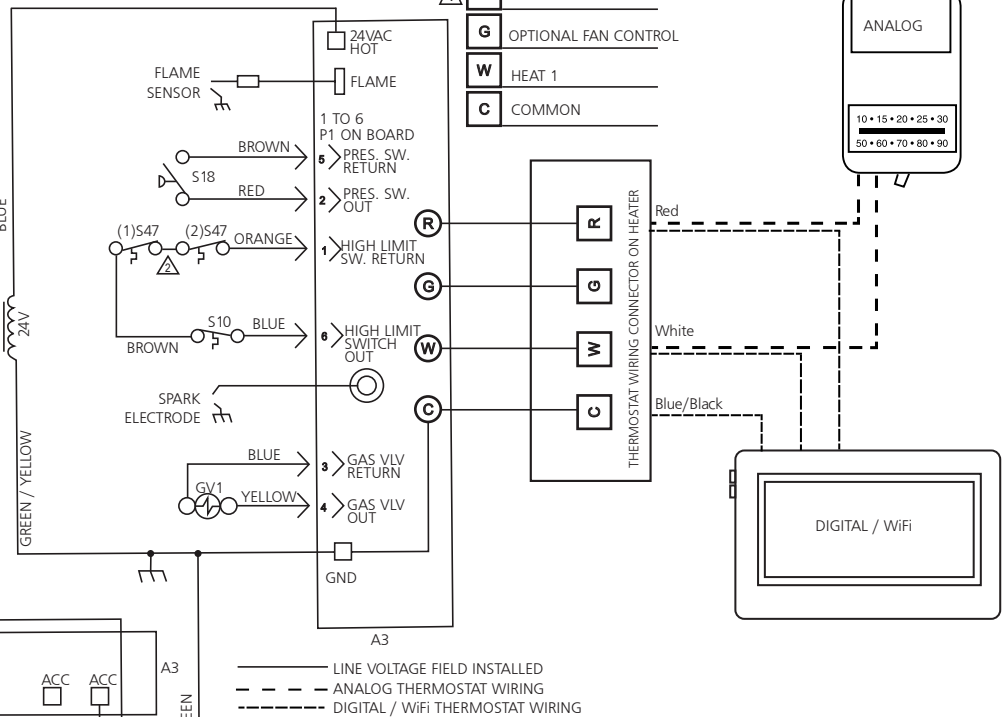 G OPTIONAL FAN CONTROL
W HEAT 1
C COMMON
ANALOG
10 • 15 • 20 • 25 • 30
50 • 60 • 70 • 80 • 90
24VAC
HOT
FLAME
SENSOR
FLAME
1 TO 6
P1 ON BOARD
BROWN
5 PRES. SW.
RETURN
S18
RED
2 PRES. SW.
OUT
(1)S47
(2)S47
2
ORANGE
1 HIGH LIMIT
SW. RETURN
S10
BLUE
BROWN
6 HIGH LIMIT
SWITCH
OUT
SPARK
ELECTRODE
BLUE
3 GAS VLV
RETURN
GV1
YELLOW
4 GAS VLV
OUT
GND
A3
BLUE
24V
GREEN / YELLOW
R
G
W
C
R
G
W
C
THERMOSTAT WIRING CONNECTOR ON HEATER
Red
White
Blue/Black
DIGITAL / WiFi
ACC
ACC
A3
LINE VOLTAGE FIELD INSTALLED
ANALOG THERMOSTAT WIRING
DIGITAL / WiFi THERMOSTAT WIRING